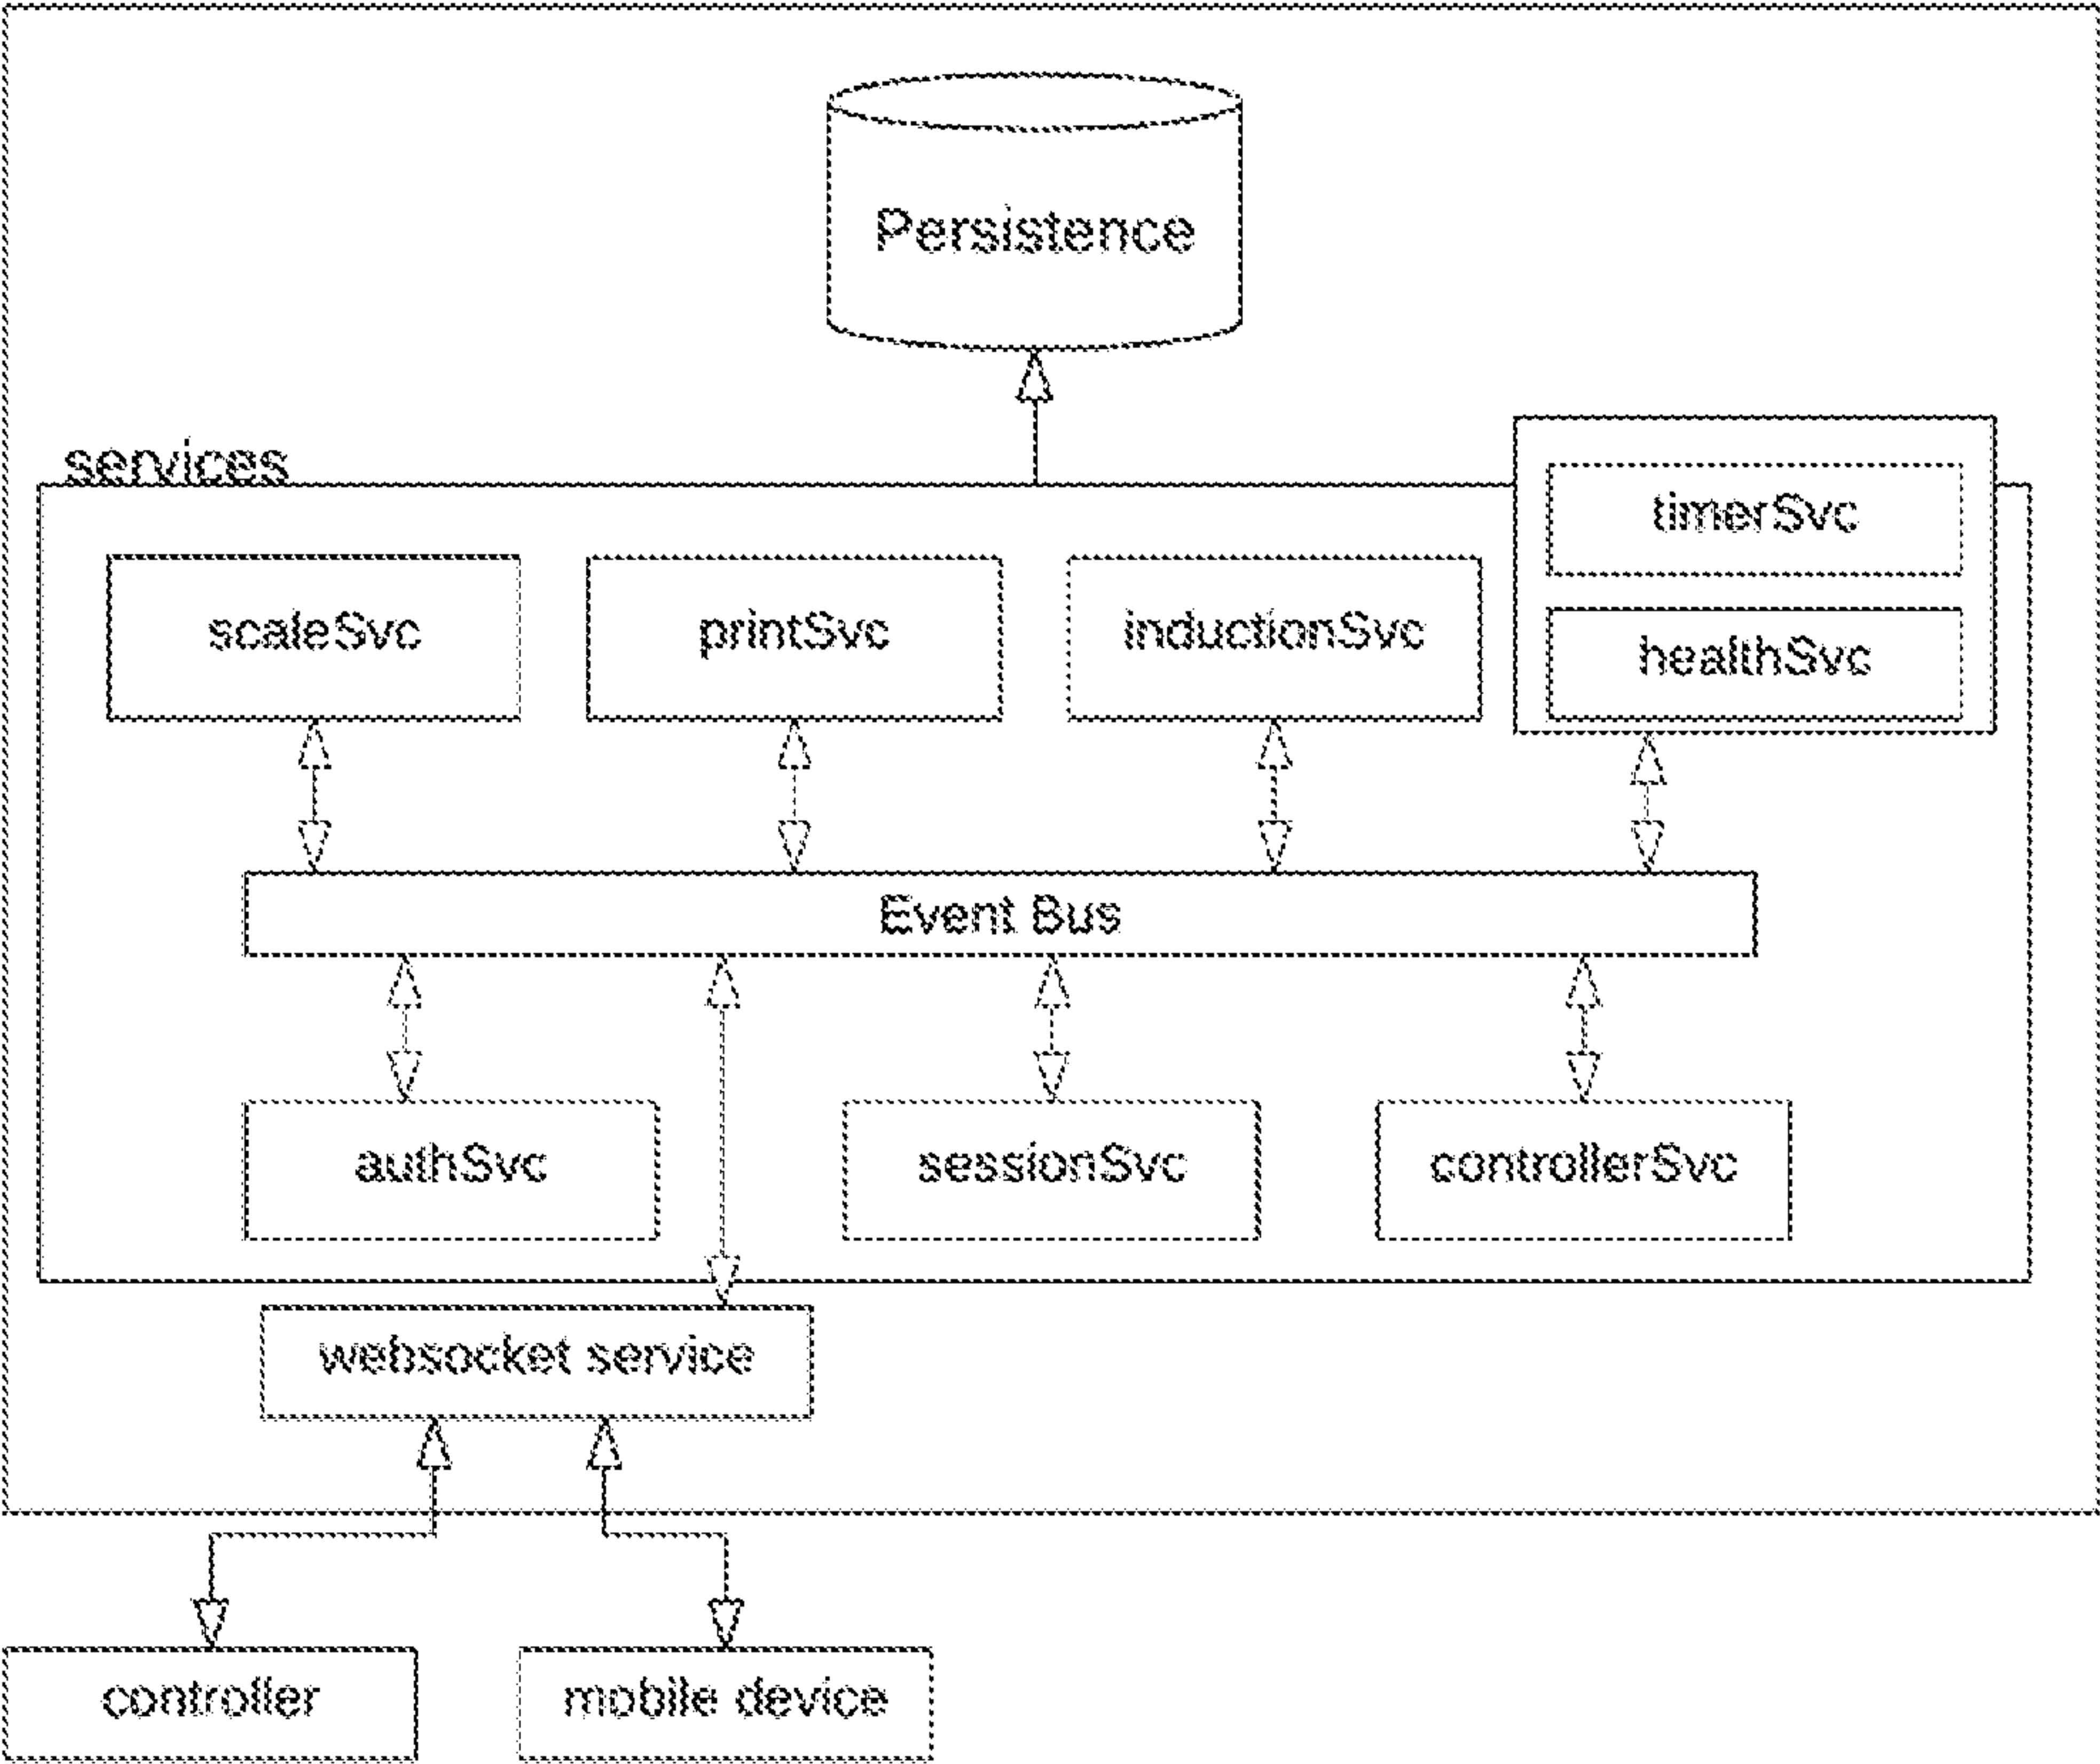 Persistence
services
timerSvc
scaleSvc
printSvc
inductionSvc
healthSvc
Event Bus
authSvc
sessionSvc
controllerSvc
websocket service
controller
mobile device